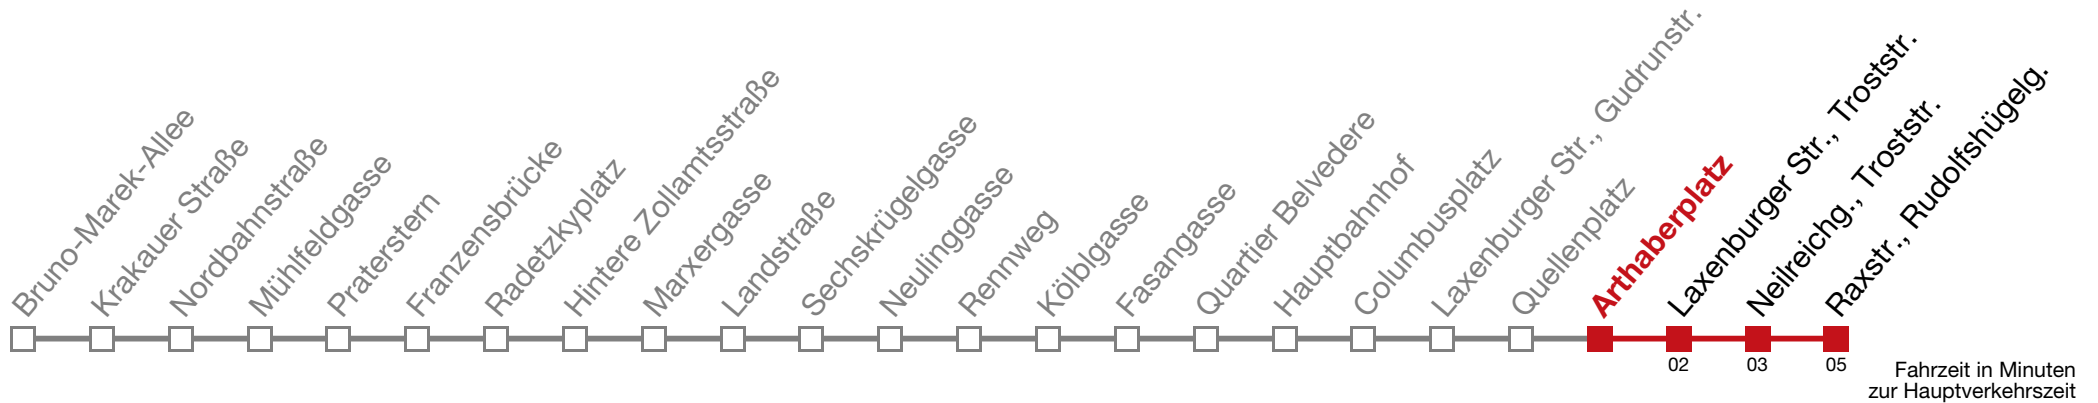 Bruno-Marek-Allee
Krakauer Straße
Nordbahnstraße
Mühlfeldgasse
Praterstern
Franzensbrücke
Radetzkyplatz
Hintere Zollamtsstraße
Marxergasse
Landstraße
Sechskrügelgasse
Neulinggasse
Rennweg
Kölblgasse
Fasangasse
Quartier Belvedere
Hauptbahnhof
Columbusplatz
Laxenburger Str., Gudrunstr.
Quellenplatz
Arthaberplatz
Laxenburger Str., Troststr.
Neilreichg., Troststr.
Raxstr., Rudolfshügelg.
02
03
05
Fahrzeit in Minuten
zur Hauptverkehrszeit